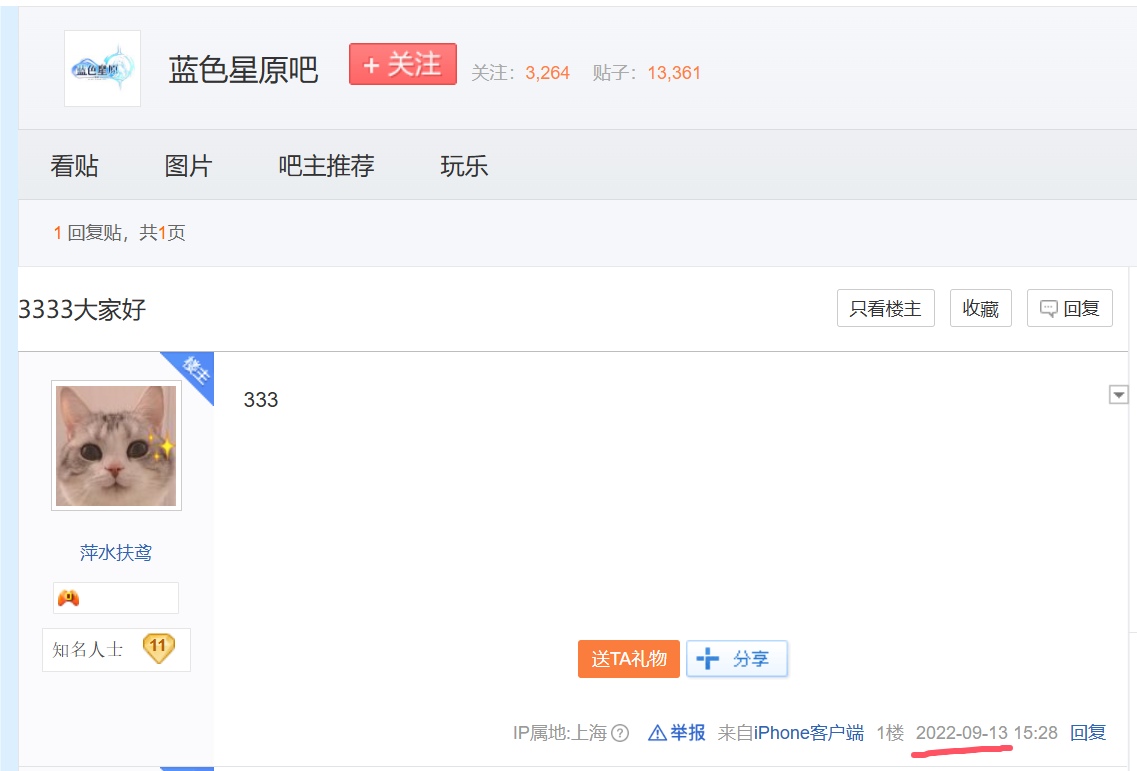 蓝色星原
蓝色星原吧
+ 关注
关注：3,264 贴子：13,361
看贴 图片 吧主推荐 玩乐
1 回复贴，共1页
3333大家好
只看楼主 收藏 回复
楼主
333
萍水扶鸢
知名人士 11
送TA礼物 分享
IP属地:上海? 举报 来自iPhone客户端 1楼 2022-09-13 15:28 回复